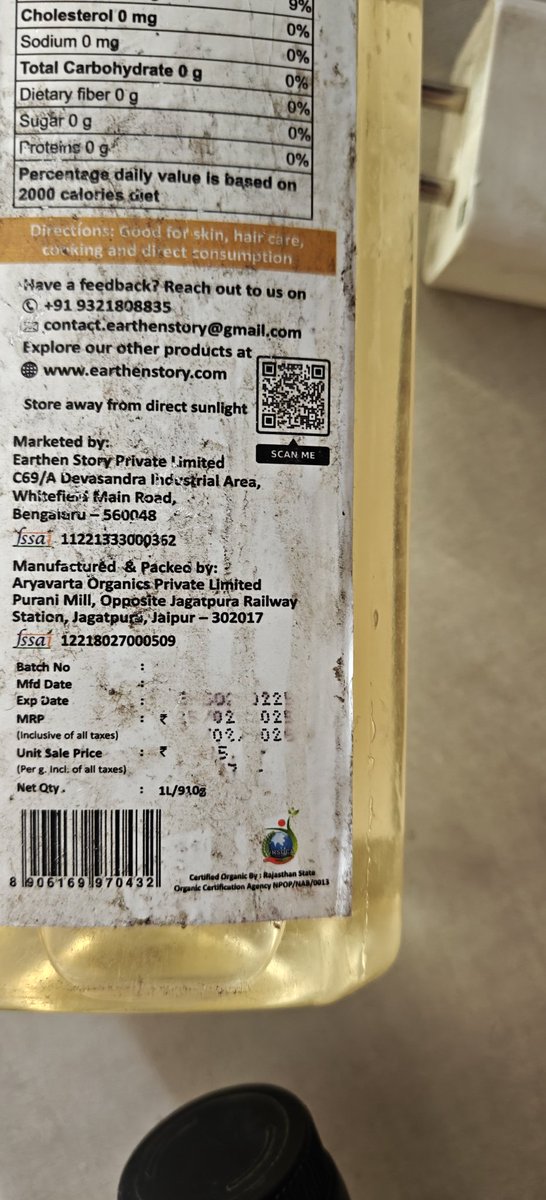 9%
Cholesterol 0 mg 0%
Sodium 0 mg 0%
Total Carbohydrate 0 g 0%
Dietary fiber 0 g 0%
Sugar 0 g 0%
Proteins 0 g 0%
Percentage daily value is based on
2000 calories diet
Directions: Good for skin, hair care,
cooking and direct consumption
Have a feedback? Reach out to us on
+91 9321808835
contact.earthenstory@gmail.com
Explore our other products at
www.earthenstory.com
Store away from direct sunlight
SCAN ME
Marketed by:
Earthen Story Private Limited
C69/A Devasandra Industrial Area,
Whitefield Main Road,
Bengaluru – 560048
fssai 11221333000362
Manufactured & Packed by:
Aryavarta Organics Private Limited
Purani Mill, Opposite Jagatpura Railway
Station, Jagatpura, Jaipur – 302017
fssai 12218027000509
Batch No :
Mfd Date :
Exp Date :
MRP : ₹
(Inclusive of all taxes)
Unit Sale Price : ₹
(Per g. Incl. of all taxes)
Net Qty. : 1L/910g
8 906169 970432
Certified Organic By : Rajasthan State
Organic Certification Agency NPOP/NAB/0013